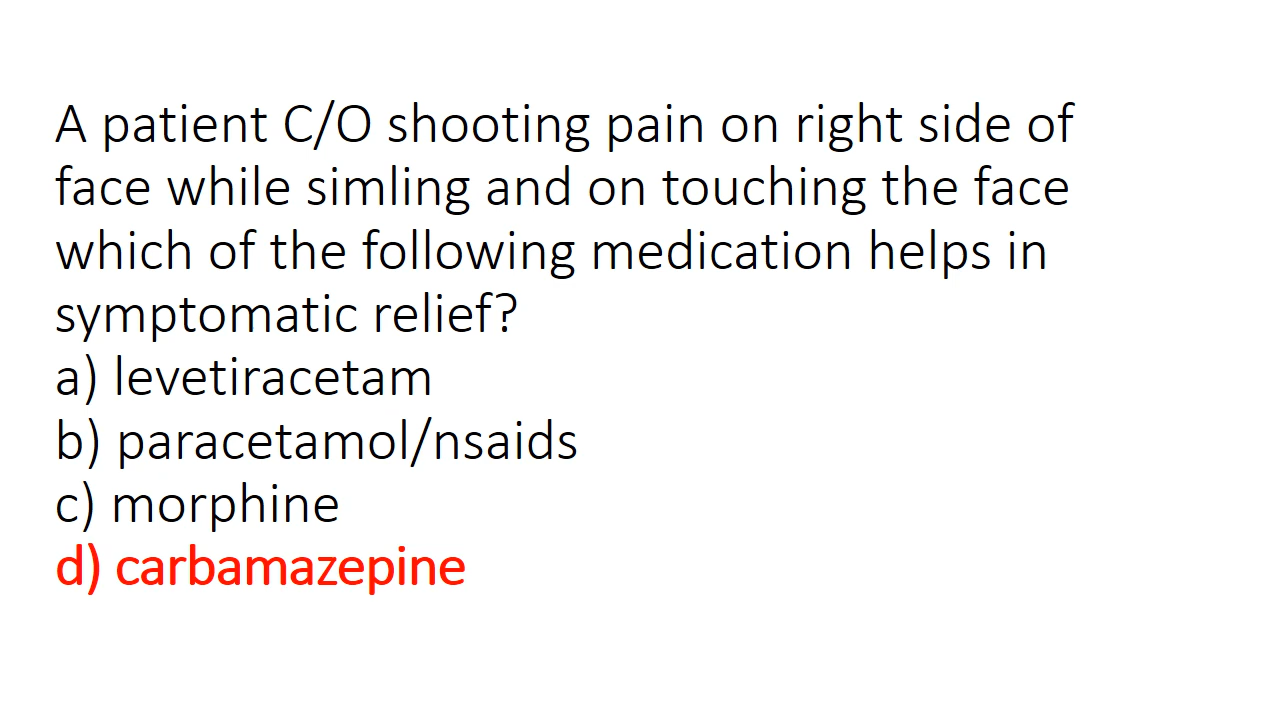 A patient C/O shooting pain on right side of
face while simling and on touching the face
which of the following medication helps in
symptomatic relief?
a) levetiracetam
b) paracetamol/nsaids
c) morphine
d) carbamazepine